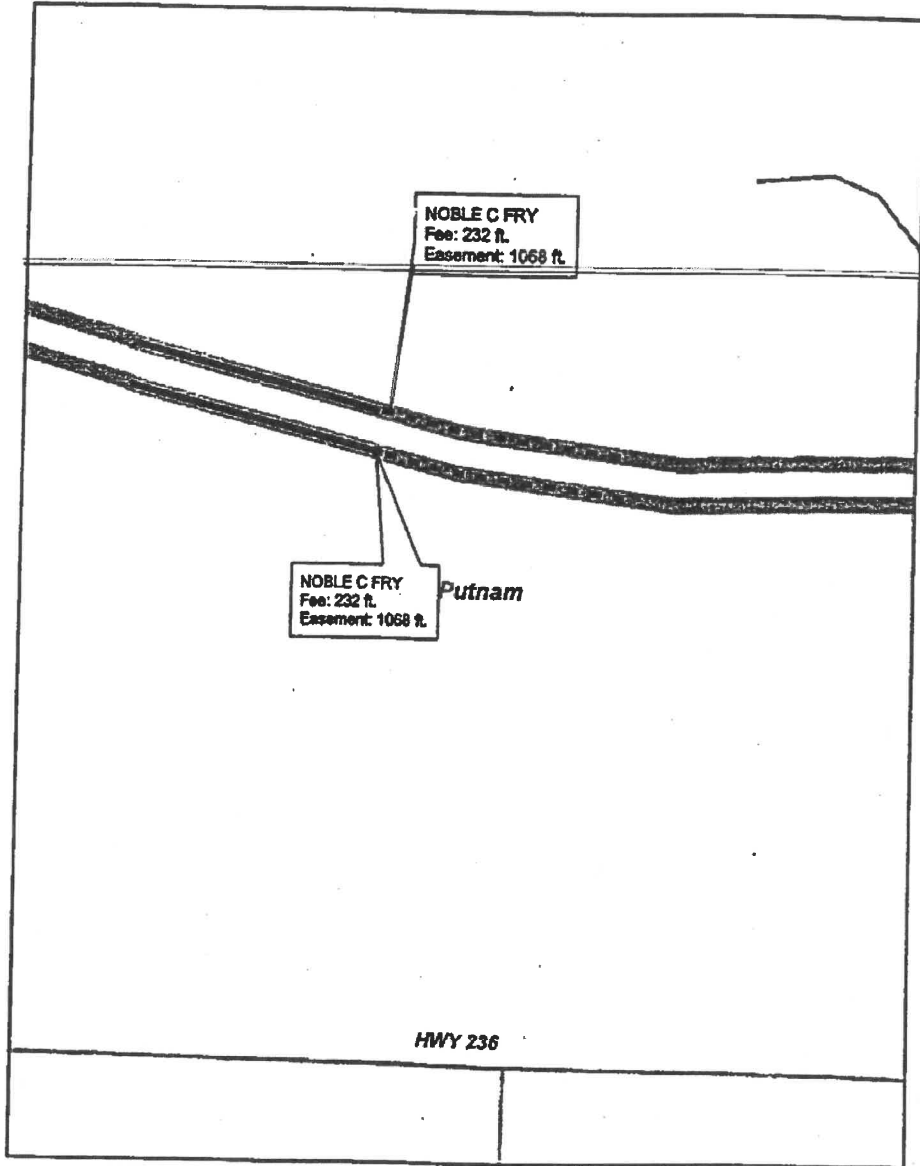 NOBLE C FRY
Fee: 232 ft.
Easement: 1068 ft.
NOBLE C FRY
Fee: 232 ft.
Easement: 1068 ft.
Putnam
HWY 236